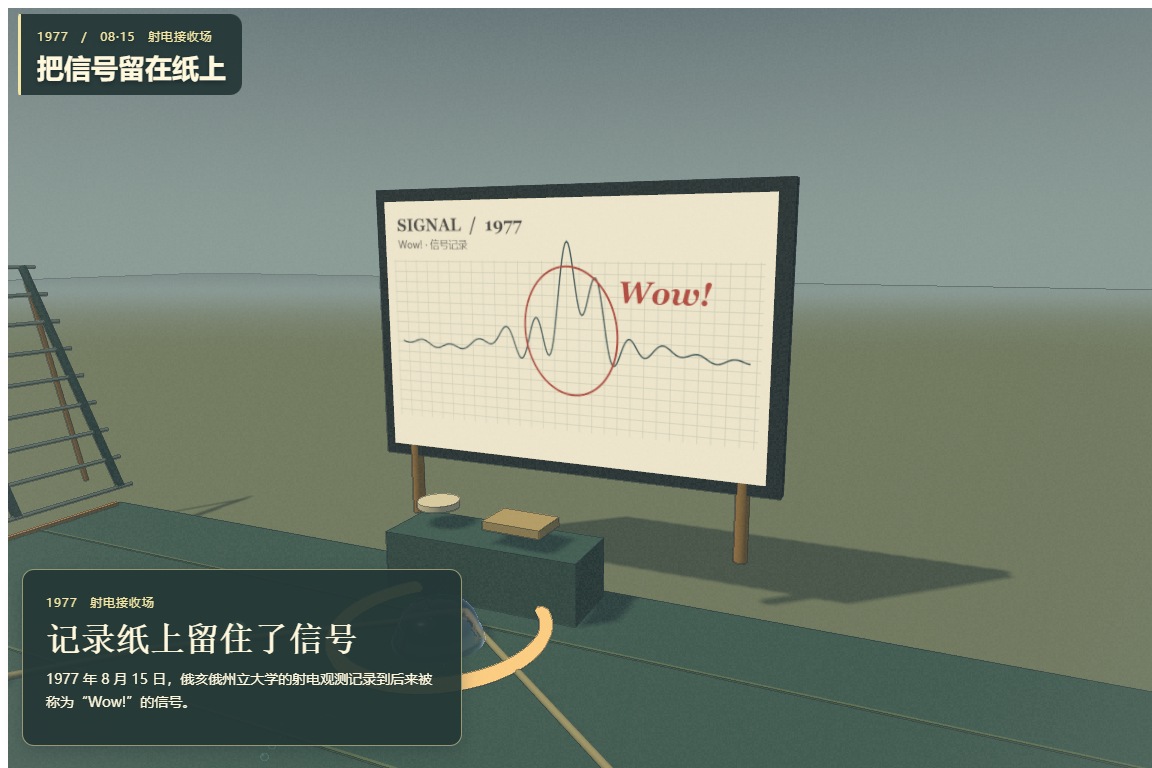 1977 / 08·15 射电接收场
把信号留在纸上
SIGNAL / 1977
Wow! · 信号记录
Wow!
1977 射电接收场
记录纸上留住了信号
1977 年 8 月 15 日，俄亥俄州立大学的射电观测记录到后来被
称为“Wow!”的信号。